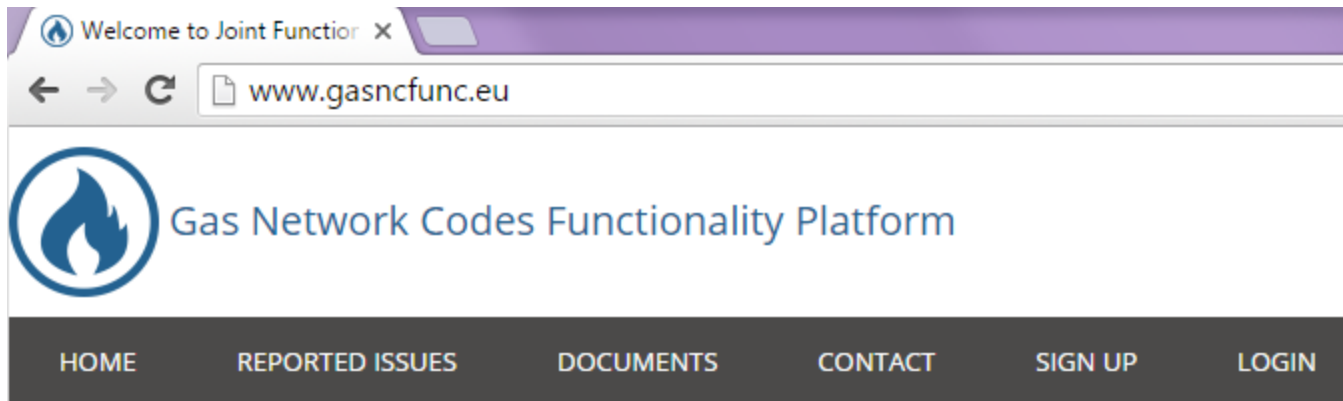 Welcome to Joint Function
www.gasncfunc.eu
Gas Network Codes Functionality Platform
HOME REPORTED ISSUES DOCUMENTS CONTACT SIGN UP LOGIN